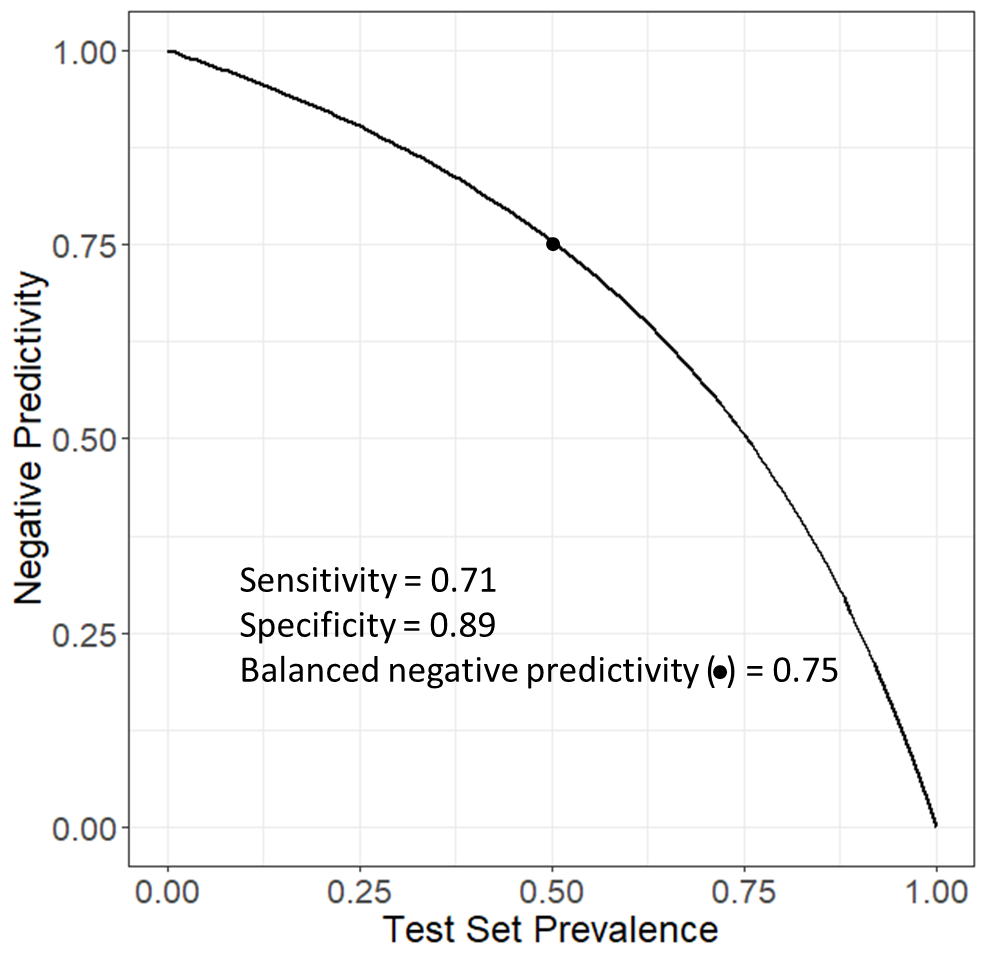 1.00
0.75
0.50
0.25
0.00
Negative Predictivity
Sensitivity = 0.71
Specificity = 0.89
Balanced negative predictivity (●) = 0.75
0.00 0.25 0.50 0.75 1.00
Test Set Prevalence